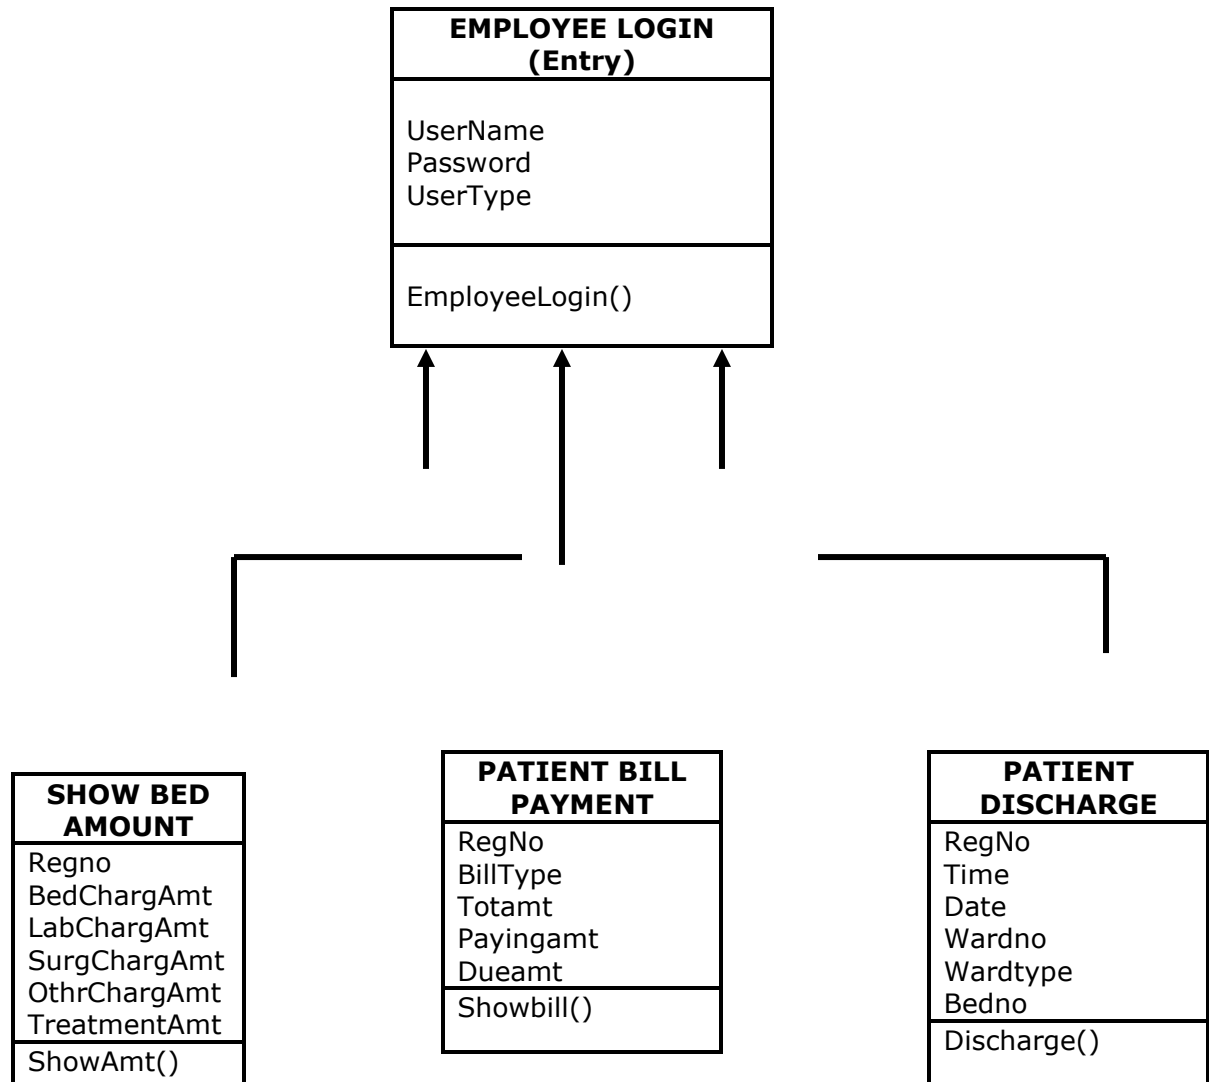 EMPLOYEE LOGIN
(Entry)
UserName
Password
UserType
EmployeeLogin()
SHOW BED
AMOUNT
Regno
BedChargAmt
LabChargAmt
SurgChargAmt
OthrChargAmt
TreatmentAmt
ShowAmt()
PATIENT BILL
PAYMENT
RegNo
BillType
Totamt
Payingamt
Dueamt
Showbill()
PATIENT
DISCHARGE
RegNo
Time
Date
Wardno
Wardtype
Bedno
Discharge()